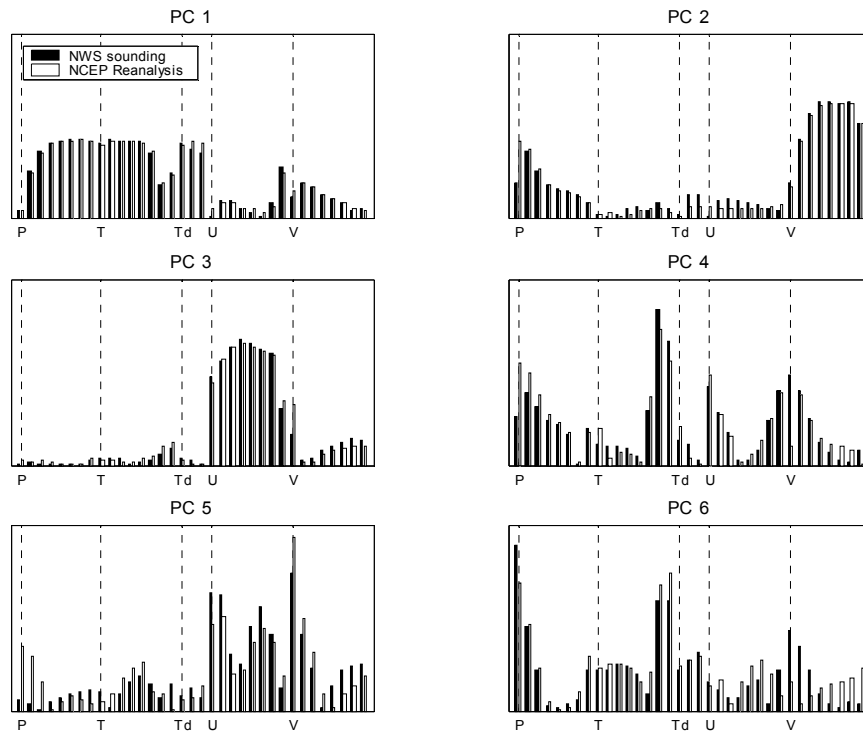 PC 1
PC 2
NWS sounding
NCEP Reanalysis
P T Td U V
P T Td U V
PC 3
PC 4
P T Td U V
P T Td U V
PC 5
PC 6
P T Td U V
P T Td U V